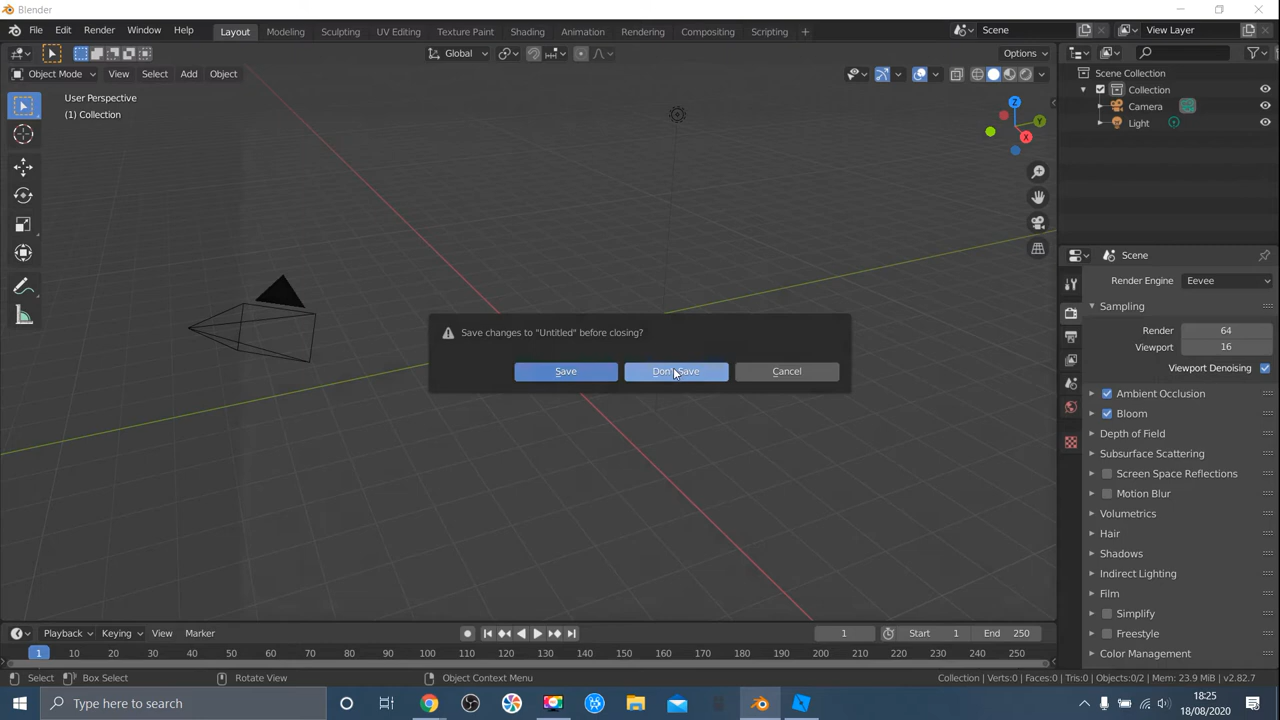 Blender
File Edit Render Window Help Layout Modeling Sculpting UV Editing Texture Paint Shading Animation Rendering Compositing Scripting + Scene View Layer
Global Options
Object Mode View Select Add Object
User Perspective
(1) Collection
Z
Y
X
Scene Collection
Collection
Camera
Light
Scene
Render Engine Eevee
Sampling
Render 64
Viewport 16
Viewport Denoising
Ambient Occlusion
Bloom
Depth of Field
Subsurface Scattering
Screen Space Reflections
Motion Blur
Volumetrics
Hair
Shadows
Indirect Lighting
Film
Simplify
Freestyle
Color Management
Save changes to "Untitled" before closing?
Save Don't Save Cancel
Playback Keying View Marker 1 Start 1 End 250
1 10 20 30 40 50 60 70 80 90 100 110 120 130 140 150 160 170 180 190 200 210 220 230 240 250
Select Box Select Rotate View Object Context Menu Collection | Verts:0 | Faces:0 | Tris:0 | Objects:0/2 | Mem: 23.9 MiB | v2.82.7
Type here to search
18:25
18/08/2020